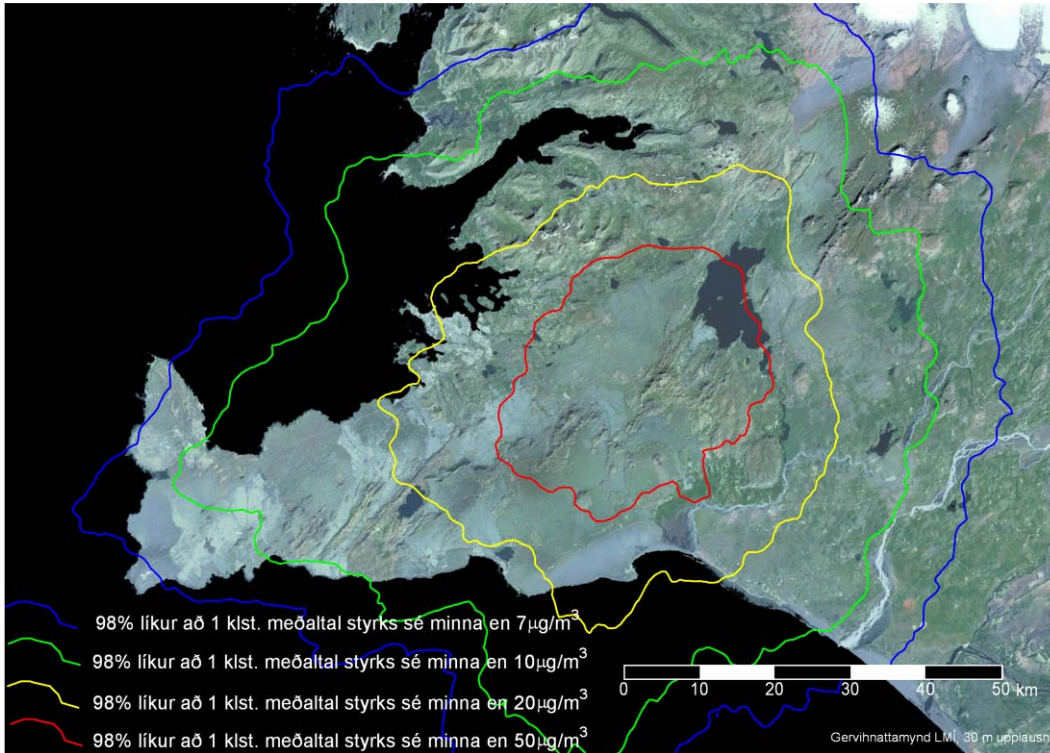 98% líkur að 1 klst. meðaltal styrks sé minna en 7μg/m³
98% líkur að 1 klst. meðaltal styrks sé minna en 10μg/m³
98% líkur að 1 klst. meðaltal styrks sé minna en 20μg/m³
98% líkur að 1 klst. meðaltal styrks sé minna en 50μg/m³
0 10 20 30 40 50 km
Gervihnattamynd LMÍ, 30 m upplausn